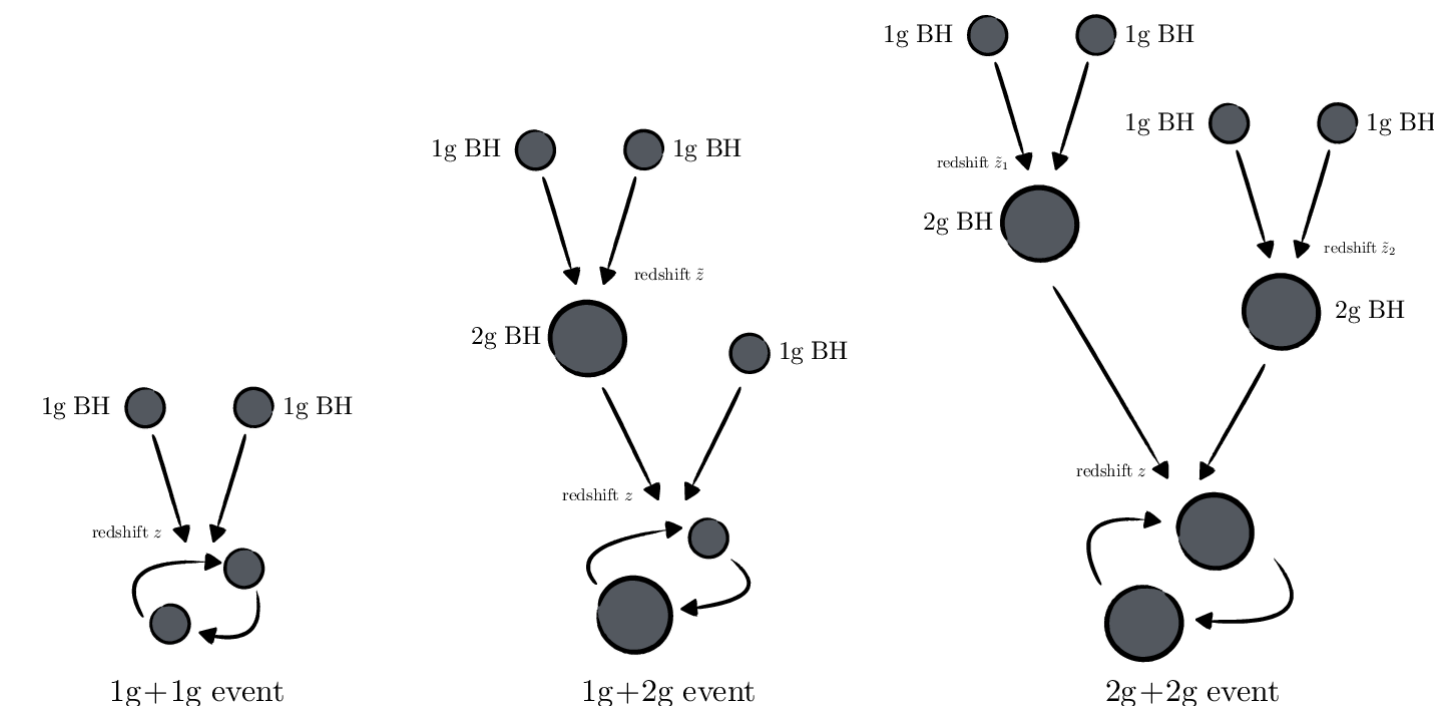 1g BH
1g BH
redshift z
1g+1g event
1g BH
1g BH
redshift z̃
2g BH
1g BH
redshift z
1g+2g event
1g BH
1g BH
1g BH
1g BH
redshift z̃₁
2g BH
redshift z̃₂
2g BH
redshift z
2g+2g event